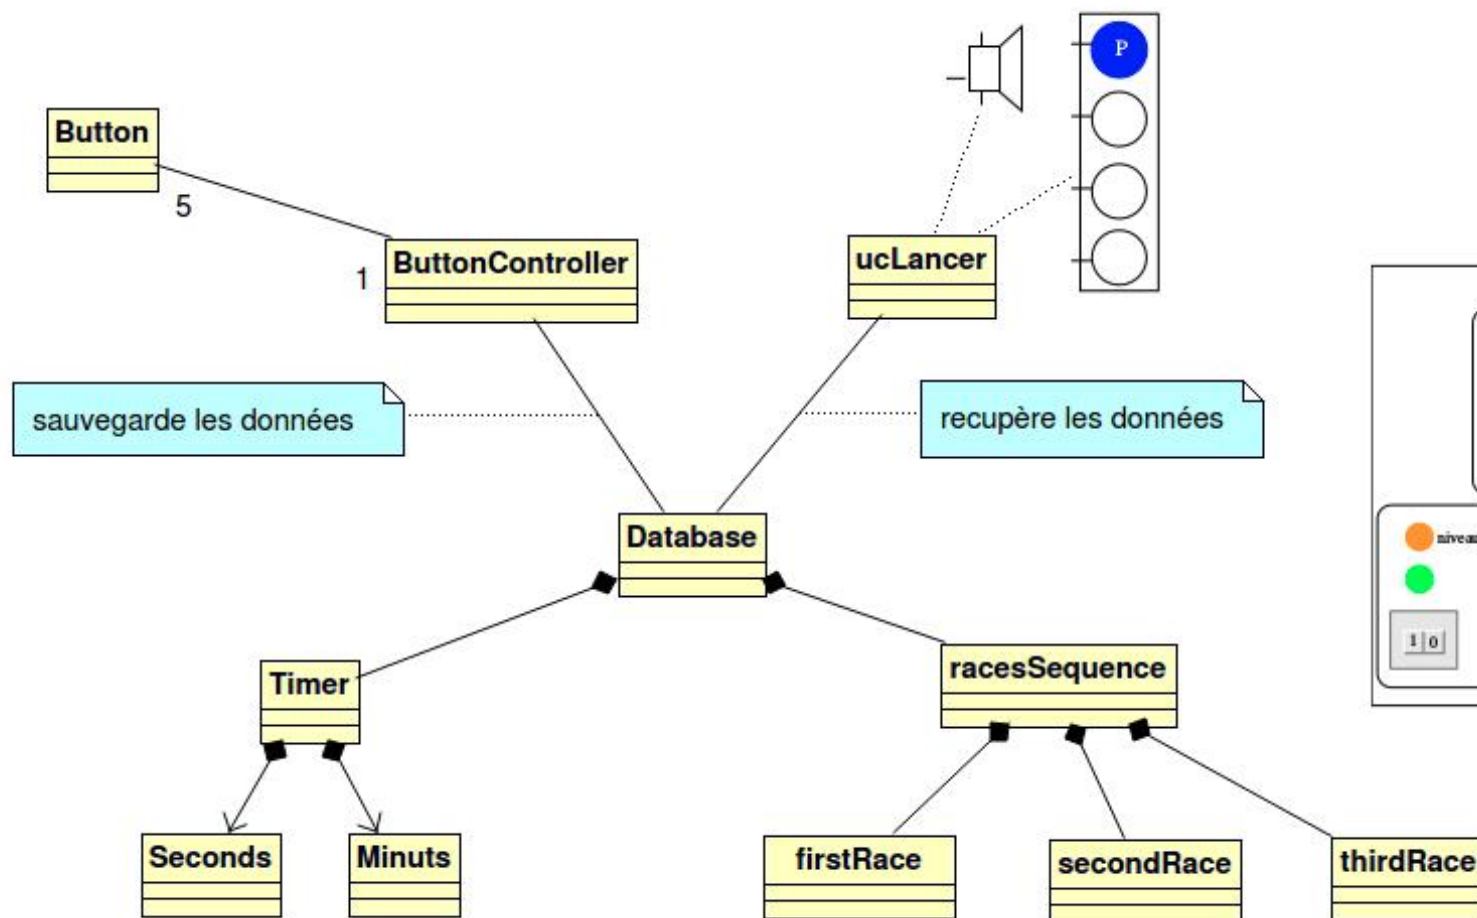 P
Button
5
1
ButtonController
ucLancer
sauvegarde les données
recupère les données
Database
1 0
Timer
racesSequence
Seconds
Minuts
firstRace
secondRace
thirdRace